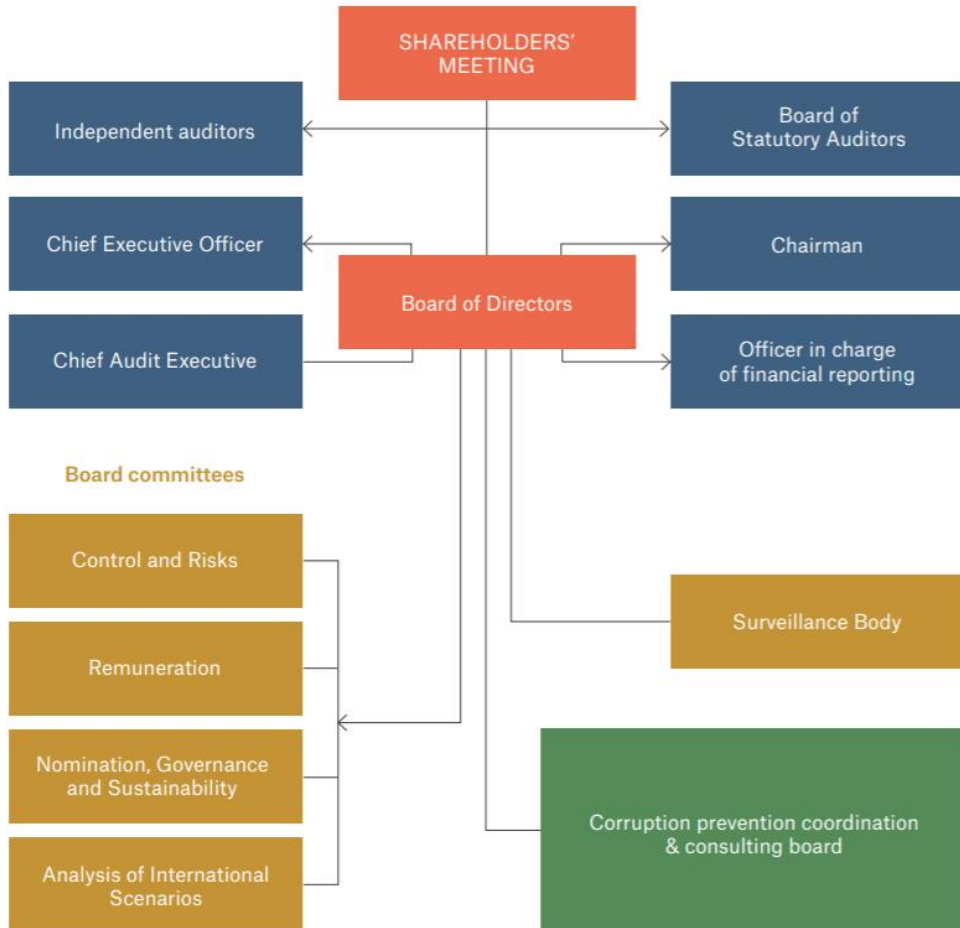 SHAREHOLDERS'
MEETING
Independent auditors
Board of
Statutory Auditors
Chief Executive Officer
Chairman
Board of Directors
Chief Audit Executive
Officer in charge
of financial reporting
Board committees
Control and Risks
Surveillance Body
Remuneration
Nomination, Governance
and Sustainability
Corruption prevention coordination
& consulting board
Analysis of International
Scenarios